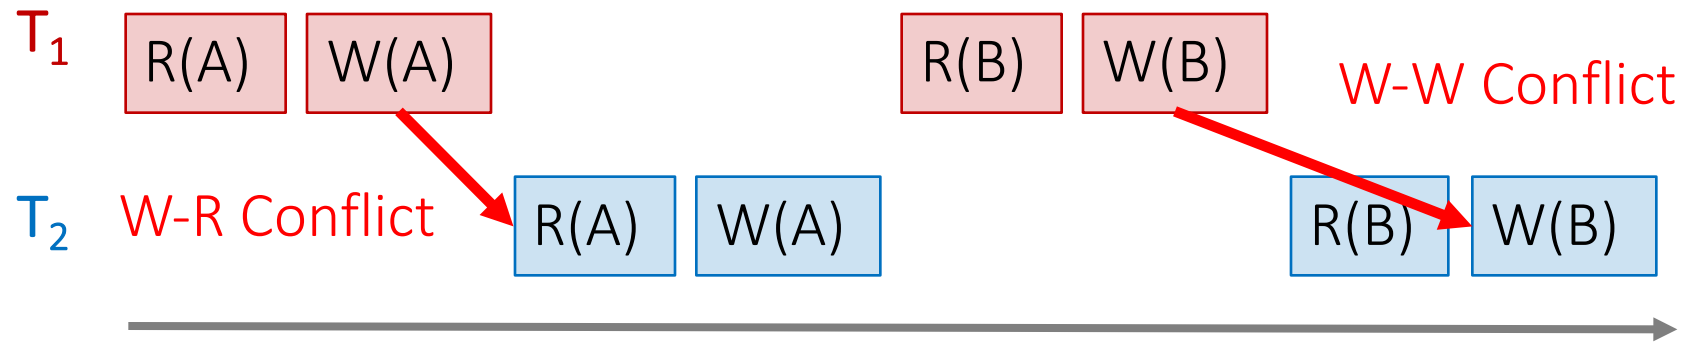 T1 R(A) W(A) R(B) W(B) W-W Conflict
T2 W-R Conflict R(A) W(A) R(B) W(B)